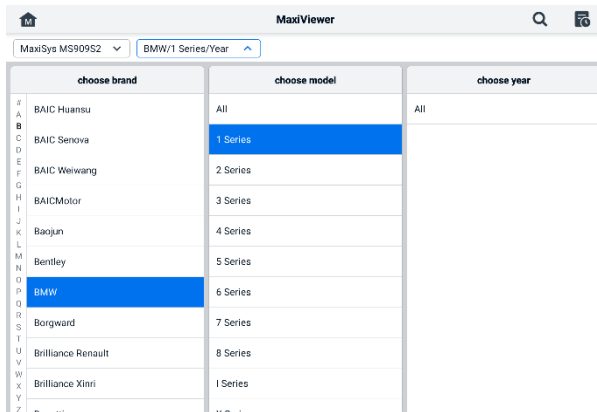 M
MaxiViewer
MaxiSys MS909S2
BMW/1 Series/Year
choose brand
choose model
choose year
#
A
B
C
D
E
F
G
H
I
J
K
L
M
N
O
P
Q
R
S
T
U
V
W
X
Y
Z
BAIC Huansu
BAIC Senova
BAIC Weiwang
BAICMotor
Baojun
Bentley
BMW
Borgward
Brilliance Renault
Brilliance Xinri
All
1 Series
2 Series
3 Series
4 Series
5 Series
6 Series
7 Series
8 Series
I Series
All